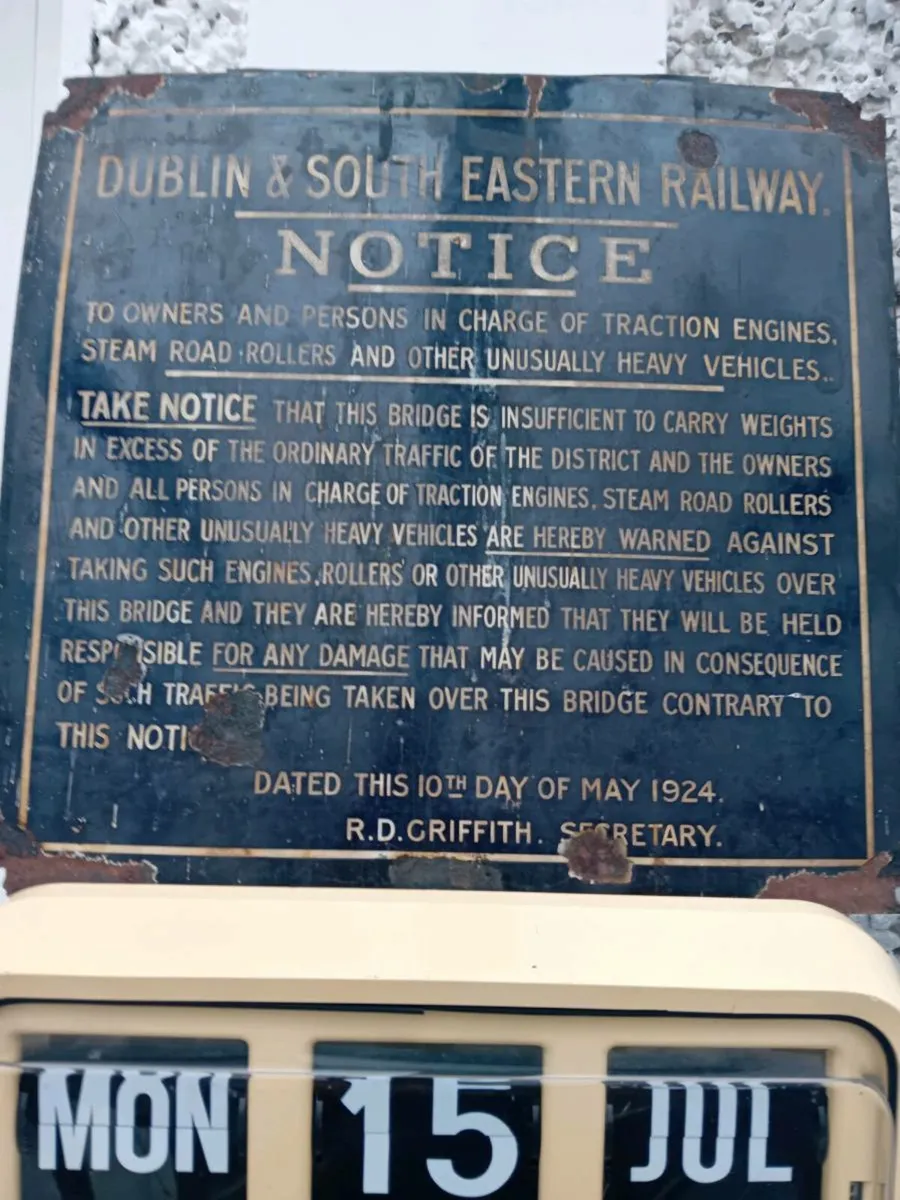 DUBLIN & SOUTH EASTERN RAILWAY.
NOTICE
TO OWNERS AND PERSONS IN CHARGE OF TRACTION ENGINES,
STEAM ROAD ROLLERS AND OTHER UNUSUALLY HEAVY VEHICLES.
TAKE NOTICE THAT THIS BRIDGE IS INSUFFICIENT TO CARRY WEIGHTS
IN EXCESS OF THE ORDINARY TRAFFIC OF THE DISTRICT AND THE OWNERS
AND ALL PERSONS IN CHARGE OF TRACTION ENGINES, STEAM ROAD ROLLERS
AND OTHER UNUSUALLY HEAVY VEHICLES ARE HEREBY WARNED AGAINST
TAKING SUCH ENGINES, ROLLERS OR OTHER UNUSUALLY HEAVY VEHICLES OVER
THIS BRIDGE AND THEY ARE HEREBY INFORMED THAT THEY WILL BE HELD
RESPONSIBLE FOR ANY DAMAGE THAT MAY BE CAUSED IN CONSEQUENCE
OF SUCH TRAFFIC BEING TAKEN OVER THIS BRIDGE CONTRARY TO
THIS NOTI
DATED THIS 10TH DAY OF MAY 1924.
R.D. GRIFFITH. SECRETARY.
MON 15 JUL